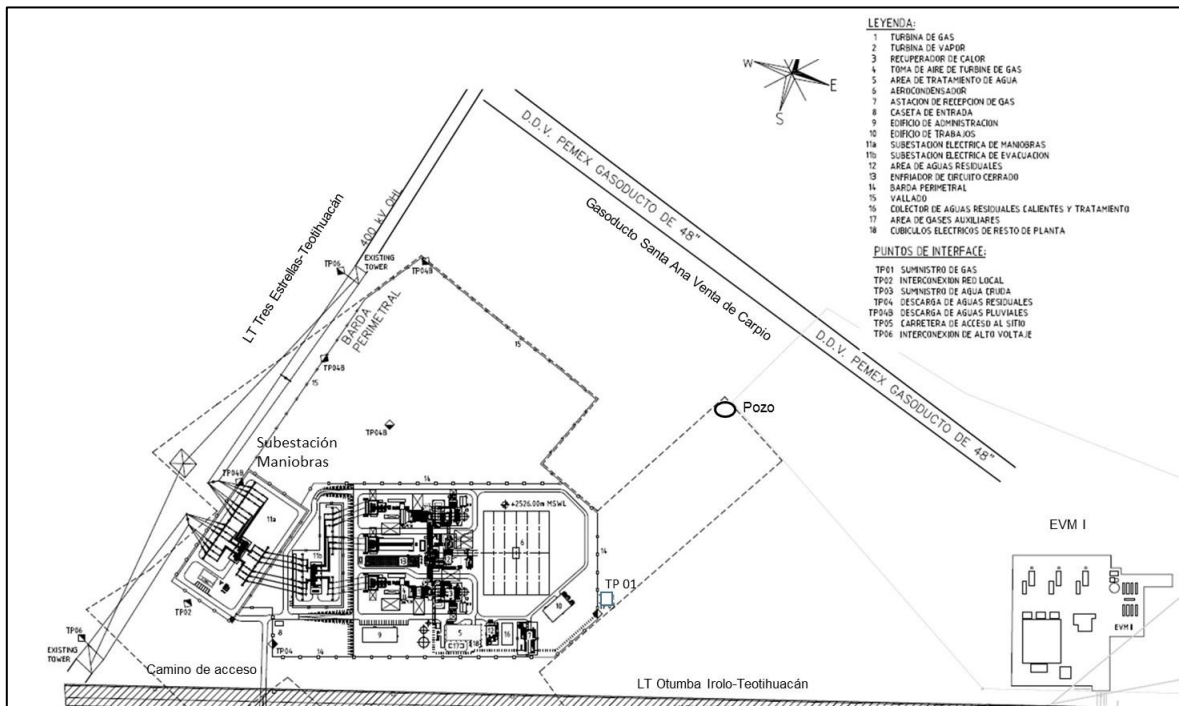 LEYENDA:
1 TURBINA DE GAS
2 TURBINA DE VAPOR
3 RECUPERADOR DE CALOR
4 TOMA DE AIRE DE TURBINE DE GAS
5 AREA DE TRATAMIENTO DE AGUA
6 AEROCONDENSADOR
7 ASTACION DE RECEPCION DE GAS
8 CASETA DE ENTRADA
9 EDIFICIO DE ADMINISTRACION
10 EDIFICIO DE TRABAJOS
11a SUBESTACION ELECTRICA DE MANIOBRAS
11b SUBESTACION ELECTRICA DE EVACUACION
12 AREA DE AGUAS RESIDUALES
13 ENFRIADOR DE CIRCUITO CERRADO
14 BARDA PERIMETRAL
15 VALLADO
16 COLECTOR DE AGUAS RESIDUALES CALIENTES Y TRATAMIENTO
17 AREA DE GASES AUXILIARES
18 CUBICULOS ELECTRICOS DE RESTO DE PLANTA
PUNTOS DE INTERFACE:
TP01 SUMINISTRO DE GAS
TP02 INTERCONEXION RED LOCAL
TP03 SUMINISTRO DE AGUA CRUDA
TP04 DESCARGA DE AGUAS RESIDUALES
TP04B DESCARGA DE AGUAS PLUVIALES
TP05 CARRETERA DE ACCESO AL SITIO
TP06 INTERCONEXION DE ALTO VOLTAJE
W
E
S
D.D.V. PEMEX GASODUCTO DE 48"
Gasoducto Santa Ana Venta de Carpio
D.D.V. PEMEX GASODUCTO DE 48"
LT Tres Estrellas-Teotihuacán
400 kV OHL
TP06
EXISTING
TOWER
TP04B
BARDA
PERIMETRAL
TP04B
15
15
Pozo
TP04B
Subestación
Maniobras
TP04B
14
+2526.00m MSWL
11a
11b
6
13
14
EVM I
TP 01
10
TP02
TP06
EXISTING
TOWER
8
9
5
18
16
TP04
14
EVM II
Camino de acceso
LT Otumba Irolo-Teotihuacán